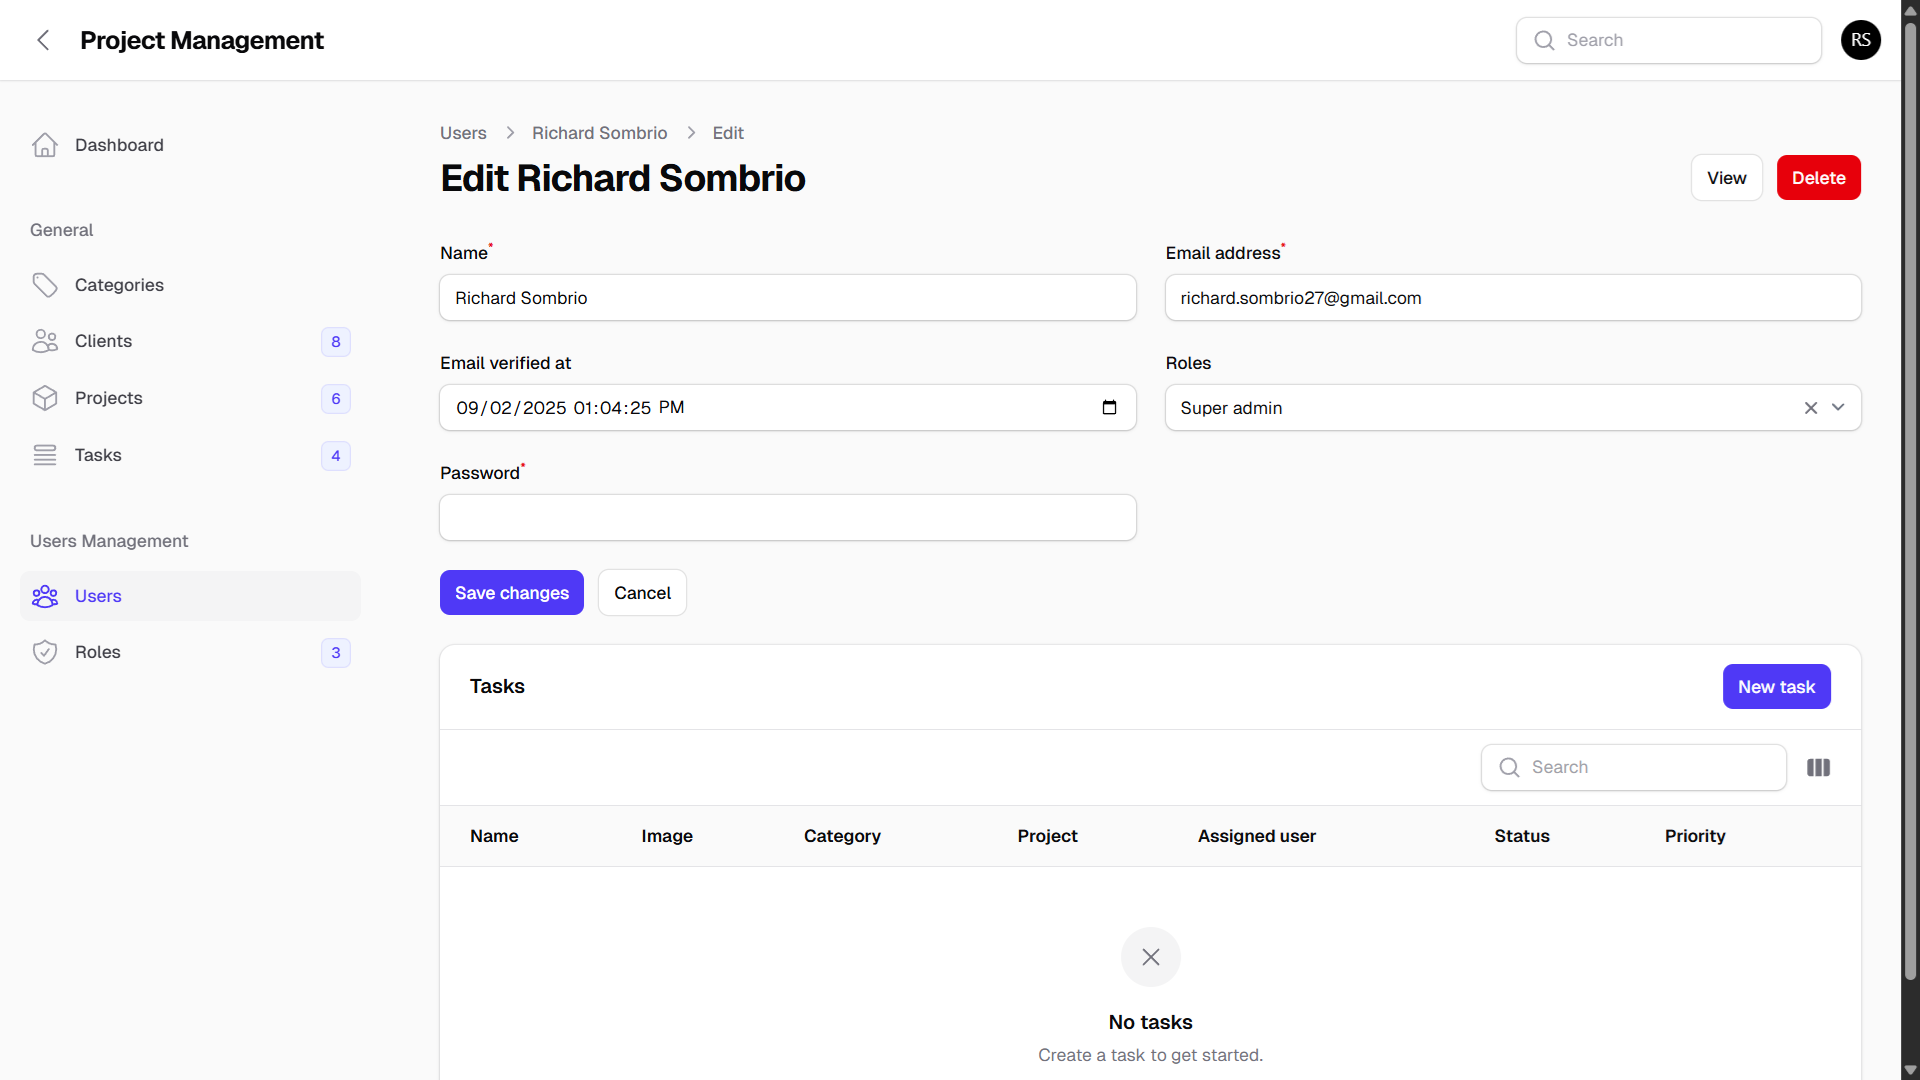 Project Management
Search
RS
Dashboard
General
Categories
Clients 8
Projects 6
Tasks 4
Users Management
Users
Roles 3
Users > Richard Sombrio > Edit
Edit Richard Sombrio
View
Delete
Name*
Richard Sombrio
Email address*
richard.sombrio27@gmail.com
Email verified at
09/02/2025 01:04:25 PM
Roles
Super admin
Password*
Save changes
Cancel
Tasks
New task
Search
Name Image Category Project Assigned user Status Priority
No tasks
Create a task to get started.